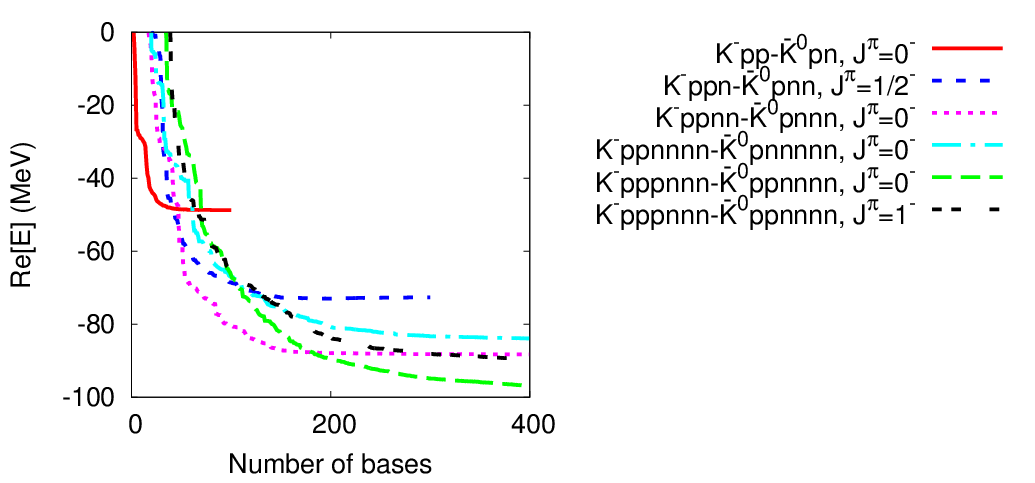 0
-20
-40
-60
-80
-100
Re[E] (MeV)
0 200 400
Number of bases
K⁻pp-K̄⁰pn, Jπ=0⁻
K⁻ppn-K̄⁰pnn, Jπ=1/2⁻
K⁻ppnn-K̄⁰pnnn, Jπ=0⁻
K⁻ppnnnn-K̄⁰pnnnnn, Jπ=0⁻
K⁻pppnnn-K̄⁰ppnnnn, Jπ=0⁻
K⁻pppnnn-K̄⁰ppnnnn, Jπ=1⁻